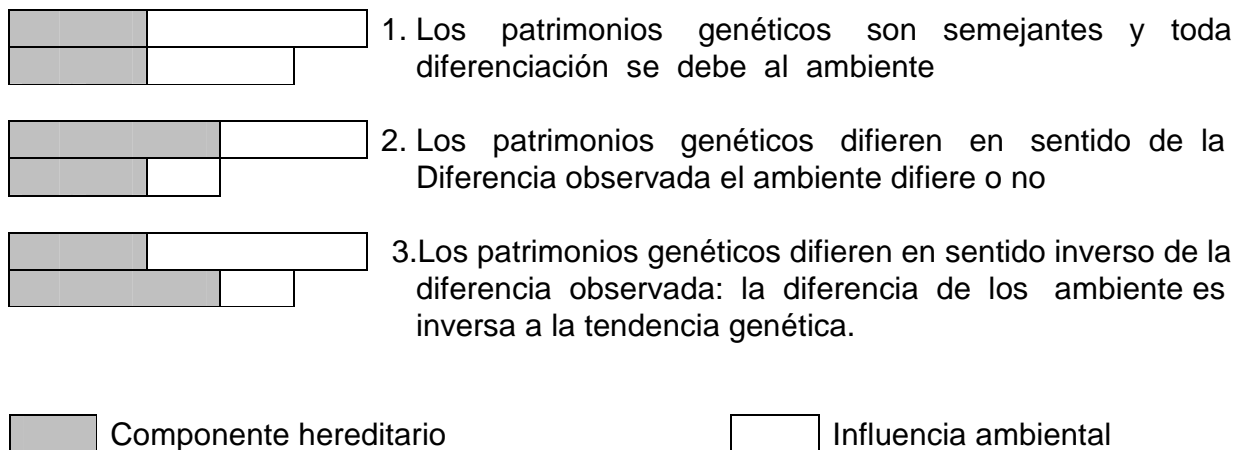 1. Los patrimonios genéticos son semejantes y toda
diferenciación se debe al ambiente
2. Los patrimonios genéticos difieren en sentido de la
Diferencia observada el ambiente difiere o no
3.Los patrimonios genéticos difieren en sentido inverso de la
diferencia observada: la diferencia de los ambiente es
inversa a la tendencia genética.
Componente hereditario Influencia ambiental